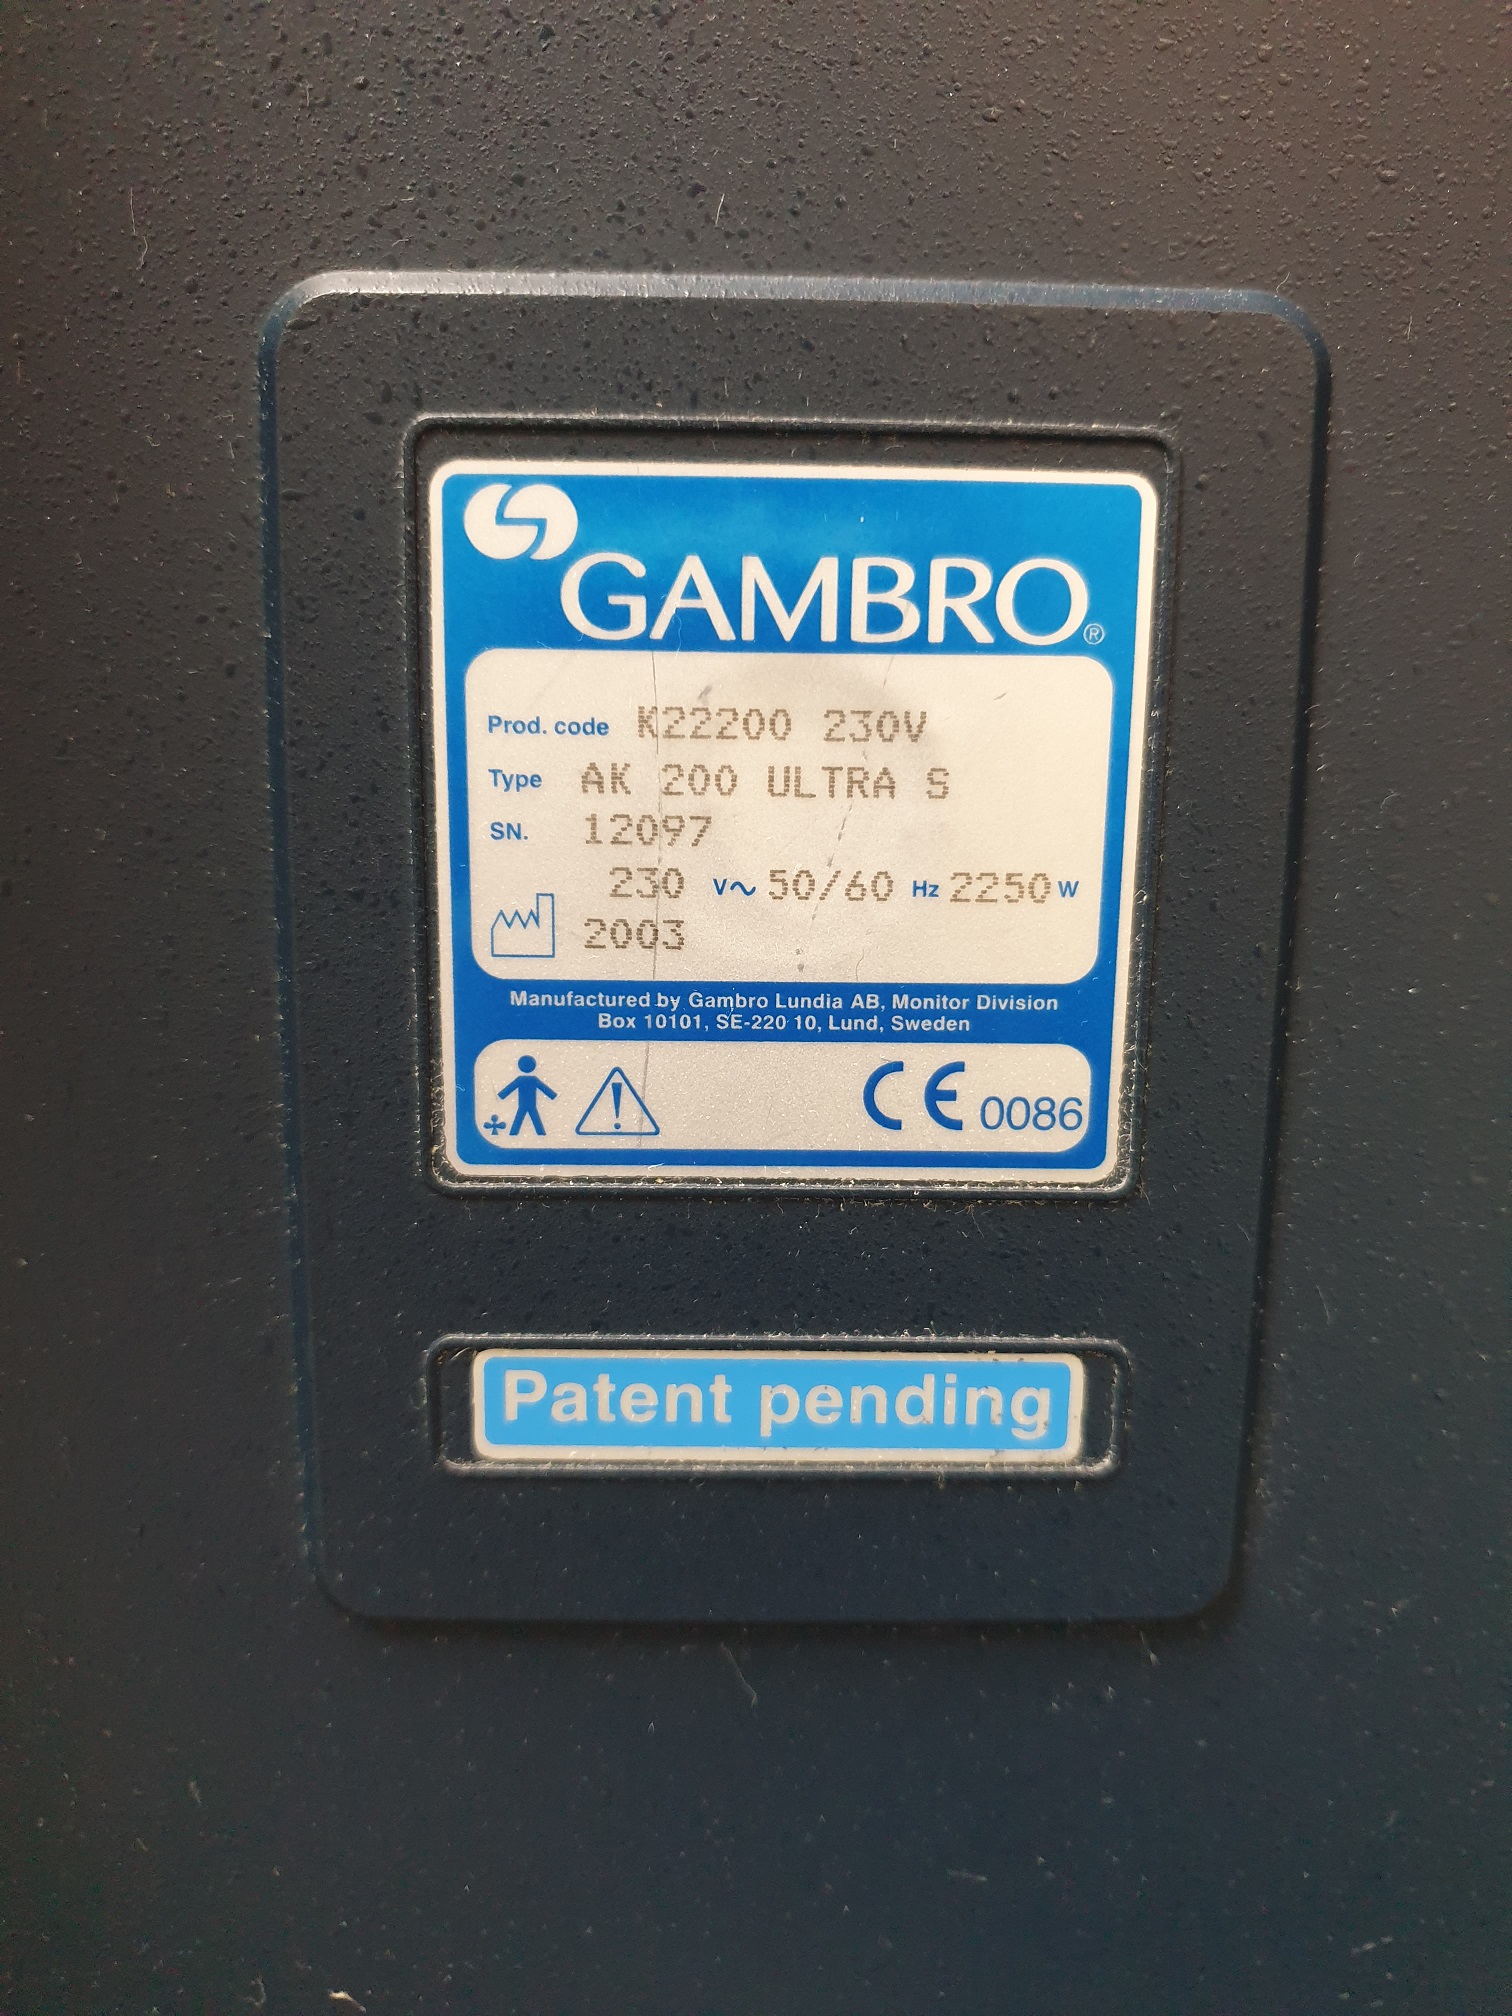 GAMBRO®
Prod. code K22200 230V
Type AK 200 ULTRA S
SN. 12097
230 V~ 50/60 Hz 2250 W
2003
Manufactured by Gambro Lundia AB, Monitor Division
Box 10101, SE-220 10, Lund, Sweden
CE 0086
Patent pending